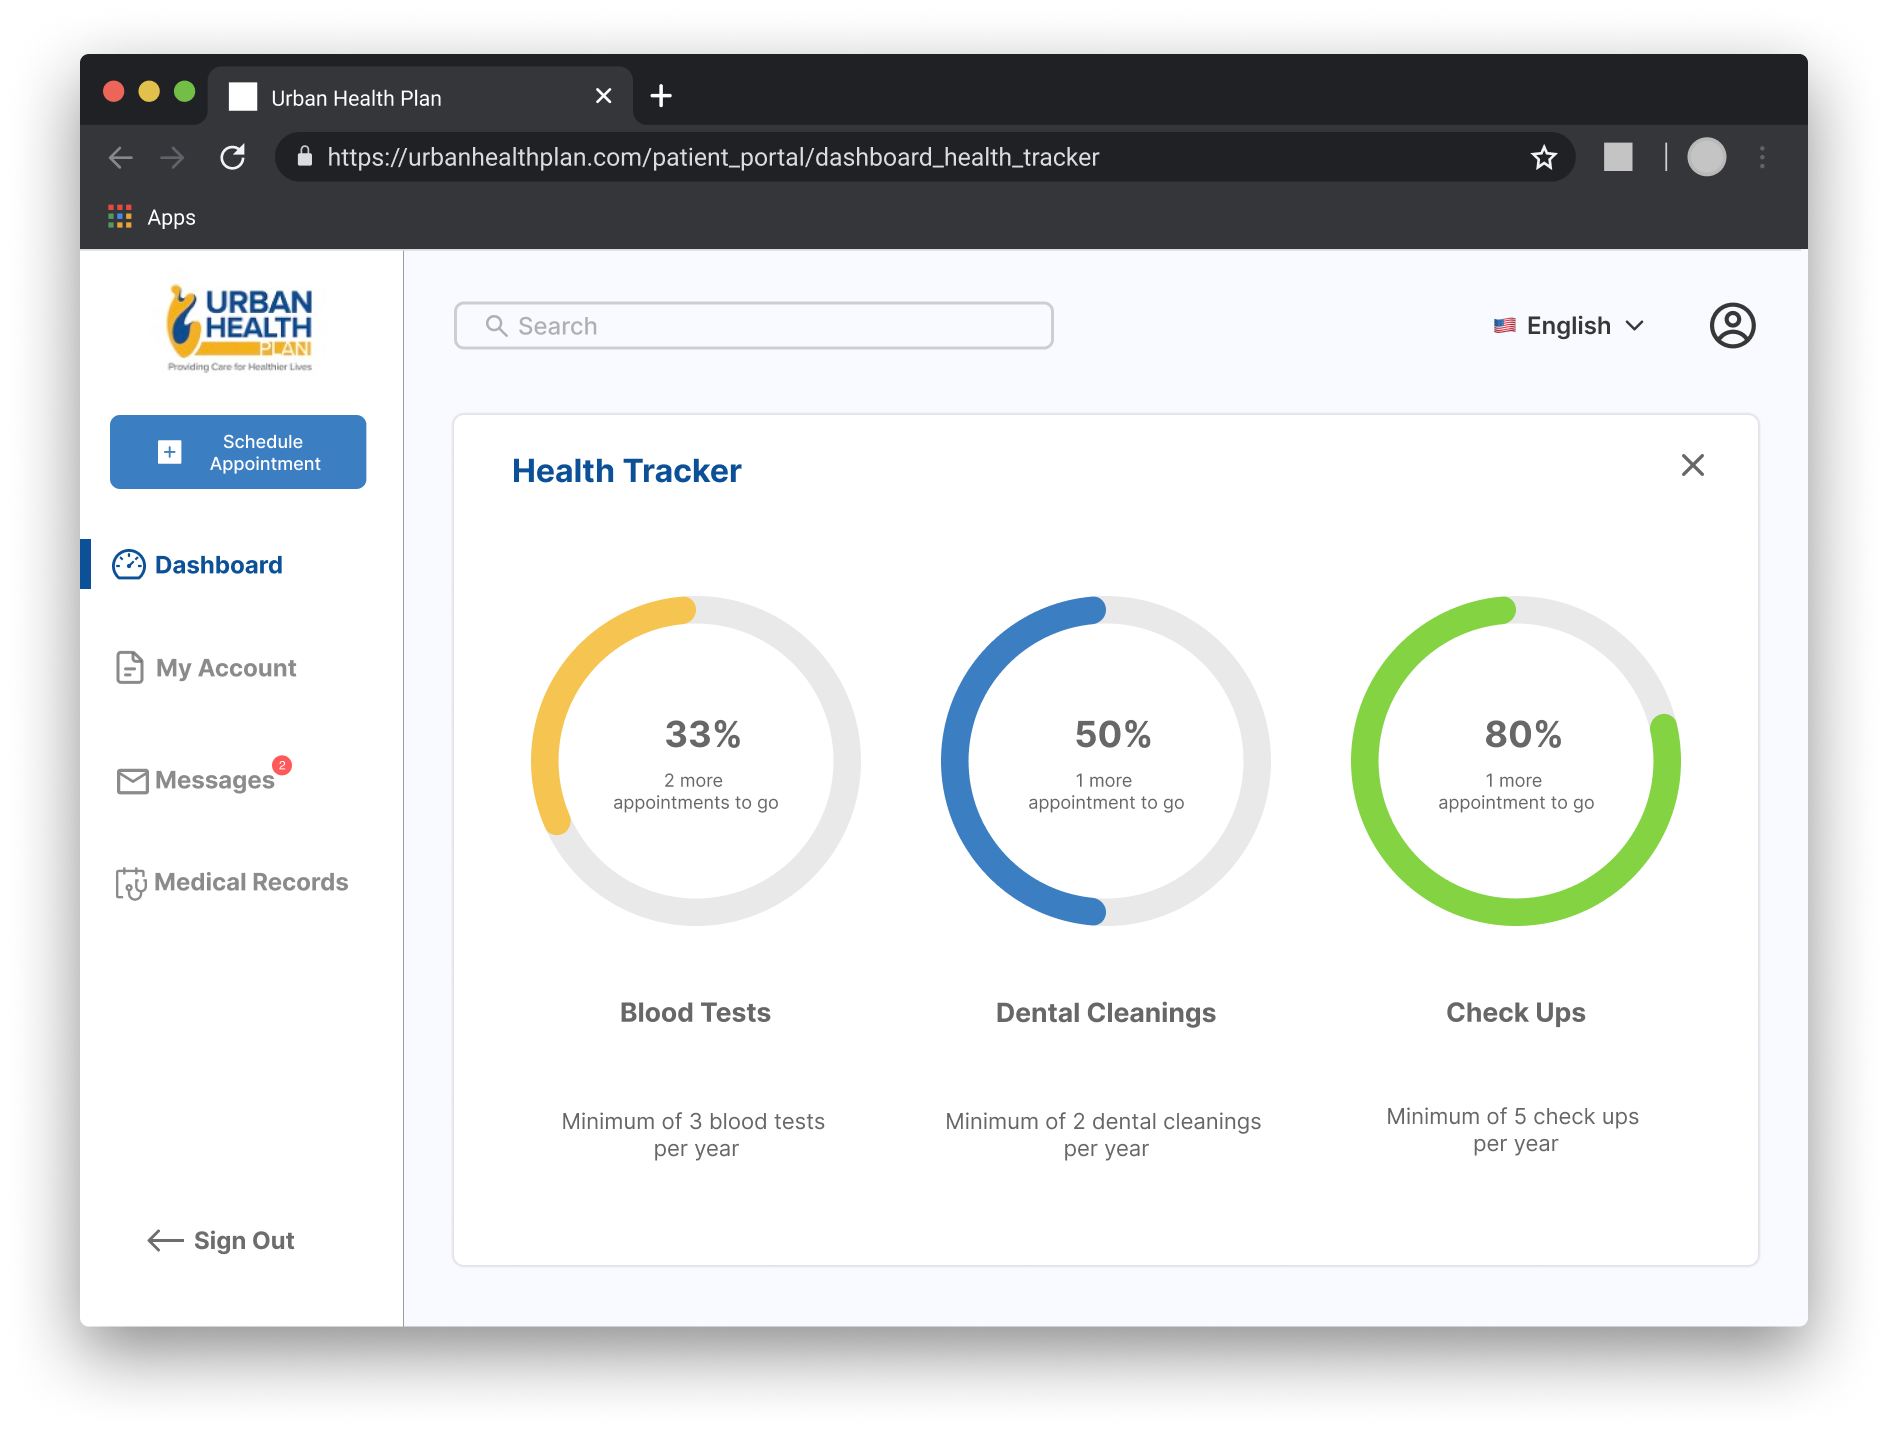 Urban Health Plan
https://urbanhealthplan.com/patient_portal/dashboard_health_tracker
Apps
URBAN
HEALTH
PLAN
Providing Care for Healthier Lives
Search
English
Schedule
Appointment
Dashboard
My Account
Messages
2
Medical Records
Sign Out
Health Tracker
33%
2 more
appointments to go
Blood Tests
Minimum of 3 blood tests
per year
50%
1 more
appointment to go
Dental Cleanings
Minimum of 2 dental cleanings
per year
80%
1 more
appointment to go
Check Ups
Minimum of 5 check ups
per year